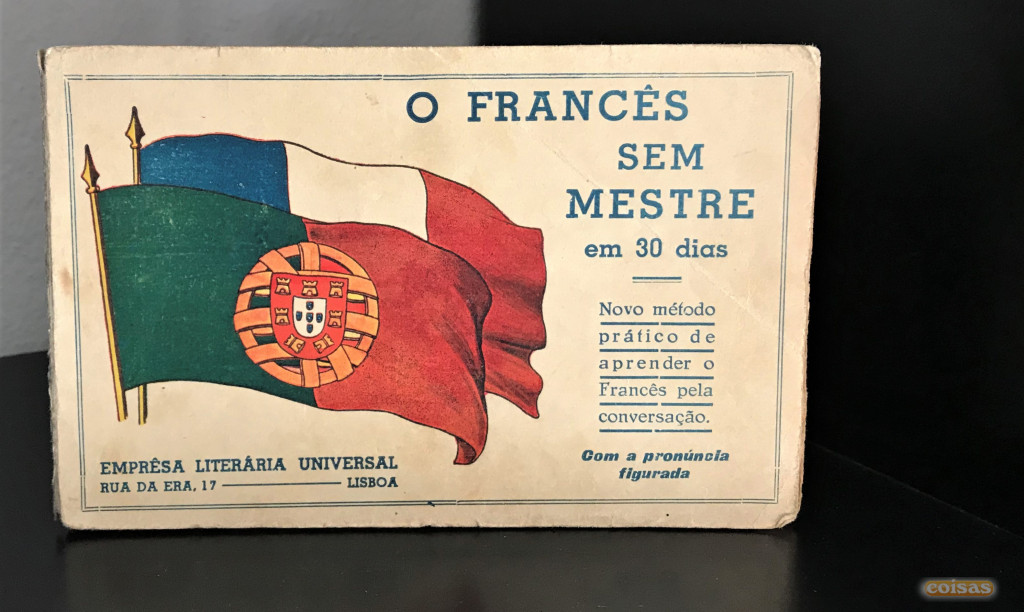 O FRANCÊS
SEM
MESTRE
em 30 dias
Novo método
prático de
aprender o
Francês pela
conversação.
Com a pronúncia
figurada
EMPRÊSA LITERÁRIA UNIVERSAL
RUA DA ERA, 17 LISBOA
coisas